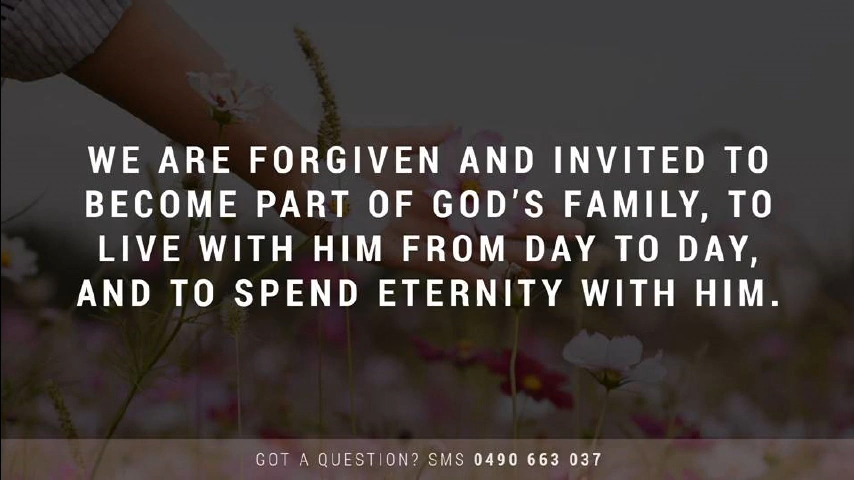 WE ARE FORGIVEN AND INVITED TO
BECOME PART OF GOD'S FAMILY, TO
LIVE WITH HIM FROM DAY TO DAY,
AND TO SPEND ETERNITY WITH HIM.
GOT A QUESTION? SMS 0490 663 037